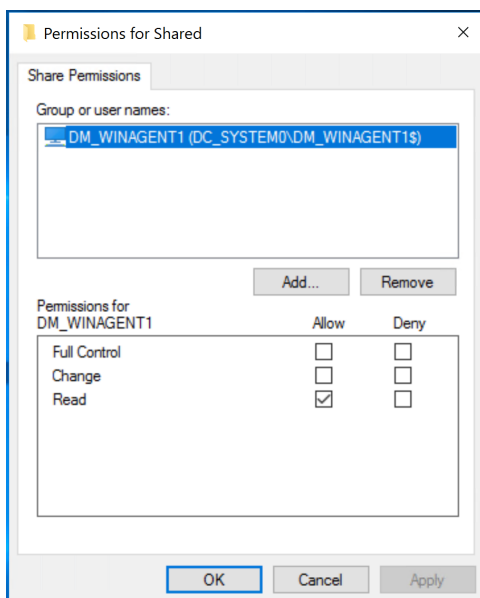 Permissions for Shared
Share Permissions
Group or user names:
DM_WINAGENT1 (DC_SYSTEM0\DM_WINAGENT1$)
Add... Remove
Permissions for
DM_WINAGENT1 Allow Deny
Full Control
Change
Read
OK Cancel Apply